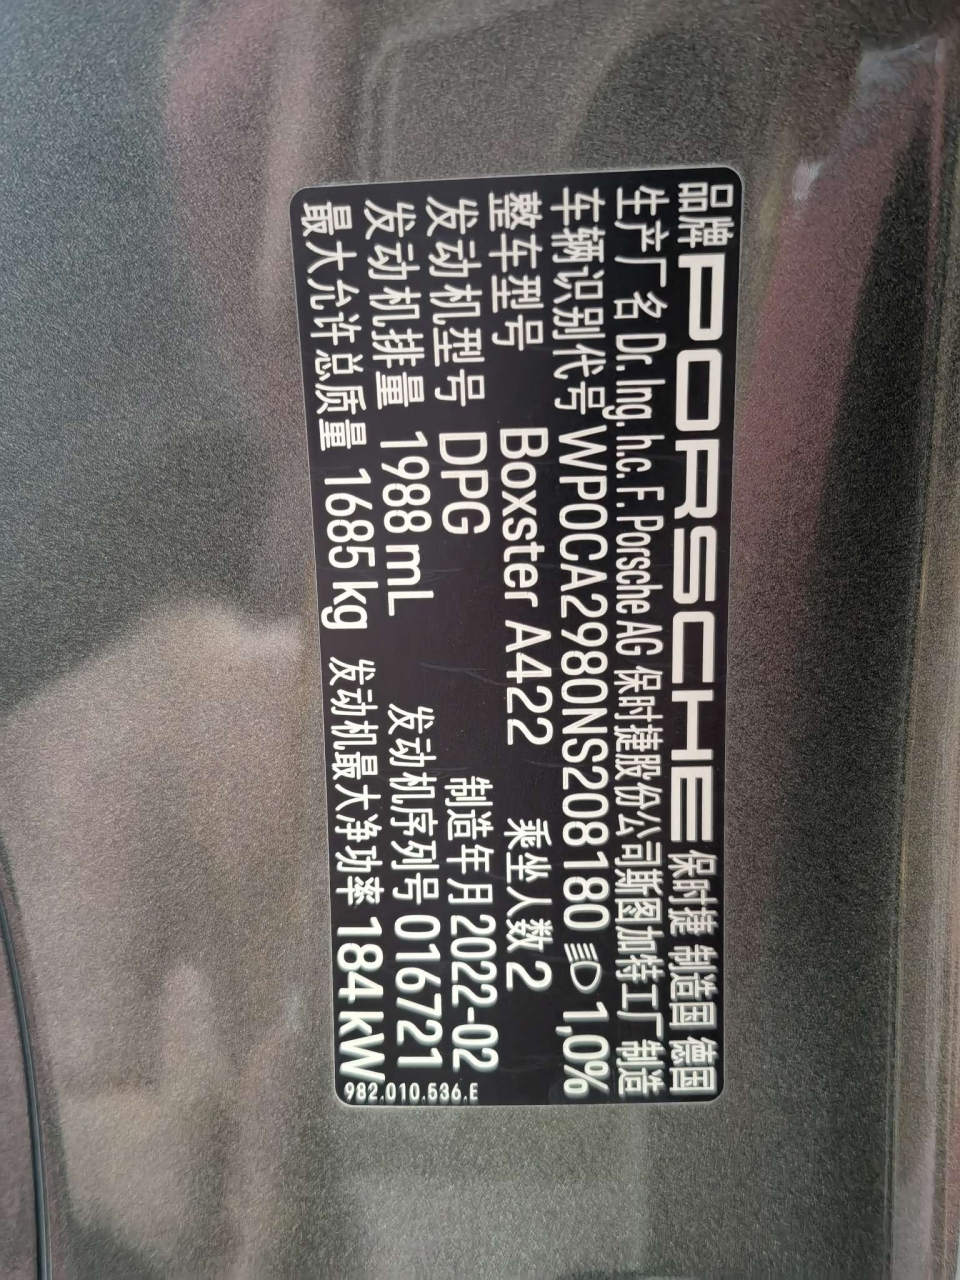 品牌 PORSCHE 保时捷 制造国 德国
生产厂名 Dr. Ing. h.c. F. Porsche AG 保时捷股份公司斯图加特工厂制造
车辆识别代号 WP0CA2980NS208180 1,0%
整车型号 Boxster A422 乘坐人数 2
发动机型号 DPG 制造年月 2022-02
发动机排量 1988 mL 发动机序列号 016721
最大允许总质量 1685 kg 发动机最大净功率 184 kW
982.010.536.E